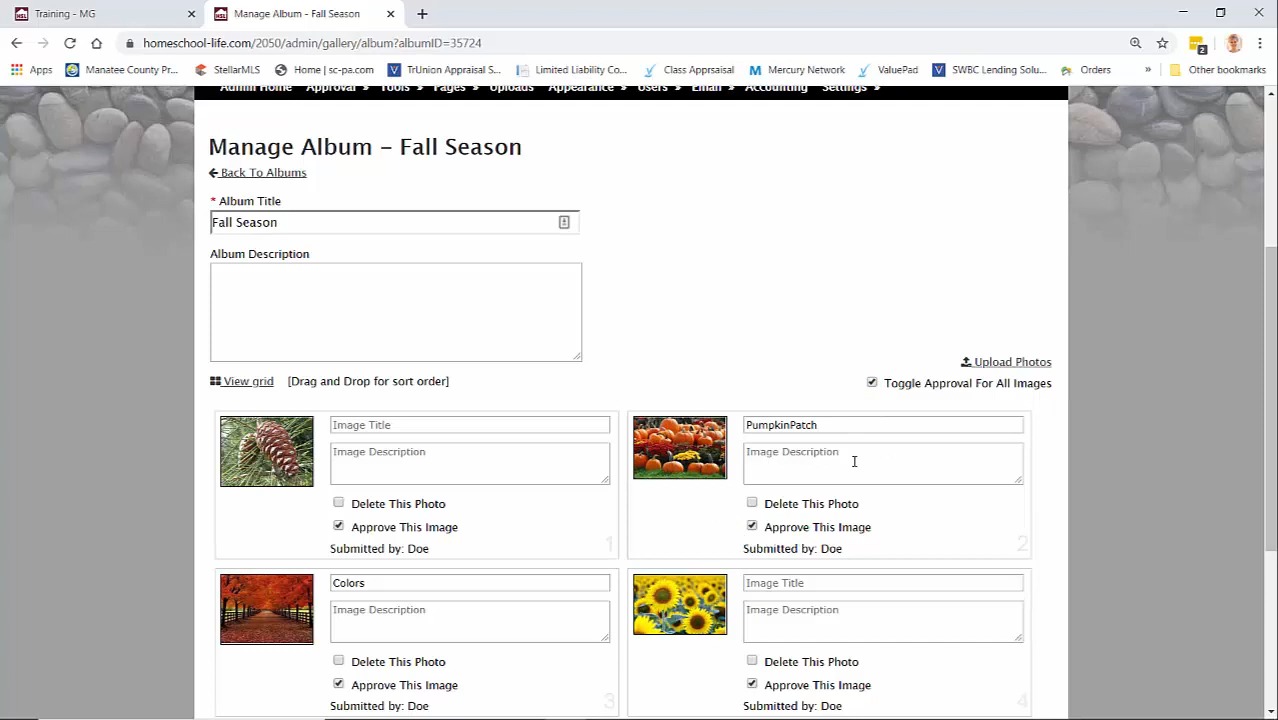 Training - MG
Manage Album - Fall Season
homeschool-life.com/2050/admin/gallery/album?albumID=35724
2
Apps
Manatee County Pr...
StellarMLS
Home | sc-pa.com
TrUnion Appraisal S...
Limited Liability Co...
Class Apprsaisal
Mercury Network
ValuePad
SWBC Lending Solu...
Orders
»
Other bookmarks
Admin Home Approval » Tools » Pages » Uploads Appearance » Users » Email » Accounting Settings »
Manage Album – Fall Season
Back To Albums
* Album Title
Fall Season
Album Description
Upload Photos
View grid [Drag and Drop for sort order]
Toggle Approval For All Images
Image Title
Image Description
Delete This Photo
Approve This Image
Submitted by: Doe
1
PumpkinPatch
Image Description
Delete This Photo
Approve This Image
Submitted by: Doe
2
Colors
Image Description
Delete This Photo
Approve This Image
Submitted by: Doe
3
Image Title
Image Description
Delete This Photo
Approve This Image
Submitted by: Doe
4